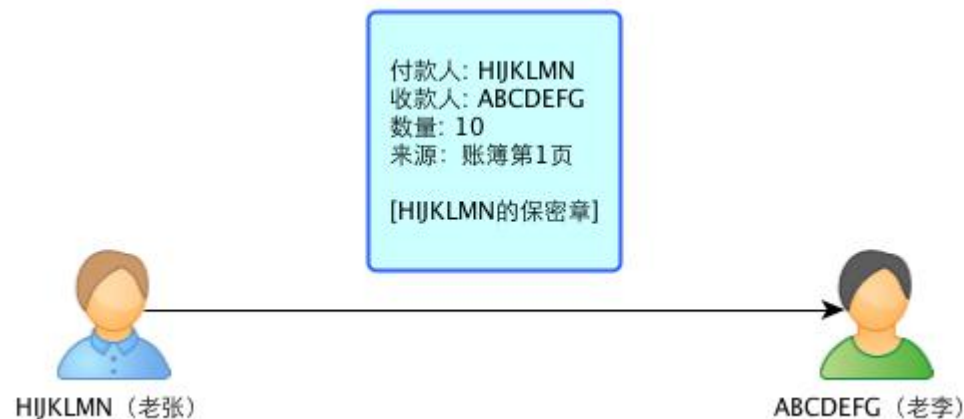 付款人: HIJKLMN
收款人: ABCDEFG
数量: 10
来源: 账簿第1页
[HIJKLMN的保密章]
HIJKLMN（老张）
ABCDEFG（老李）